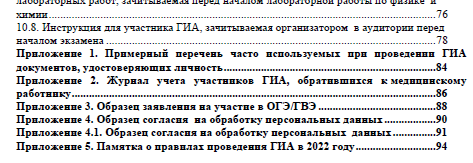 лабораторных работ, зачитываемая перед началом лабораторной работы по физике и
химии ........ 76
10.8. Инструкция для участника ГИА, зачитываемая организатором в аудитории перед
началом экзамена ........ 78
Приложение 1. Примерный перечень часто используемых при проведении ГИА
документов, удостоверяющих личность ........ 84
Приложение 2. Журнал учета участников ГИА, обратившихся к медицинскому
работнику ........ 86
Приложение 3. Образец заявления на участие в ОГЭ/ГВЭ ........ 88
Приложение 4. Образец согласия на обработку персональных данных ........ 90
Приложение 4.1. Образец согласия на обработку персональных данных ........ 91
Приложение 5. Памятка о правилах проведения ГИА в 2022 году ........ 94